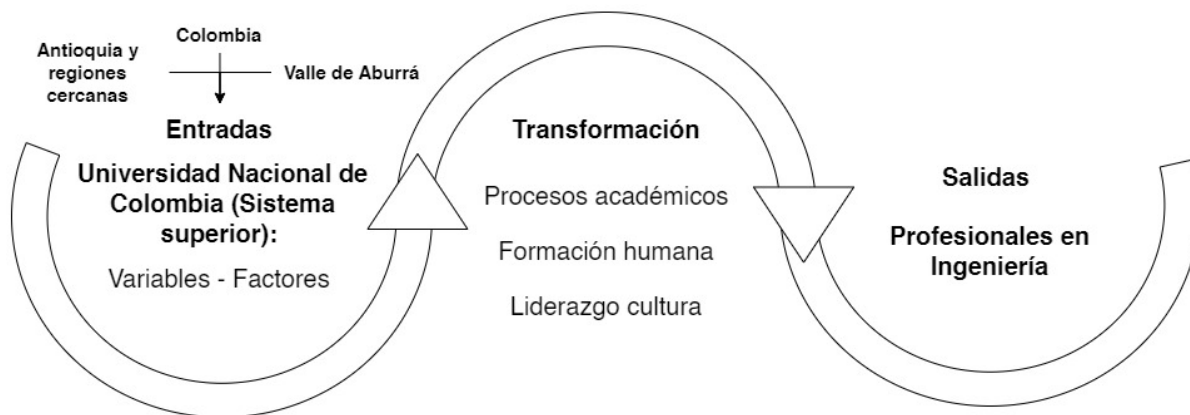 Colombia
Antioquia y
regiones
cercanas
Valle de Aburrá
Entradas
Universidad Nacional de
Colombia (Sistema
superior):
Variables - Factores
Transformación
Procesos académicos
Formación humana
Liderazgo cultura
Salidas
Profesionales en
Ingeniería